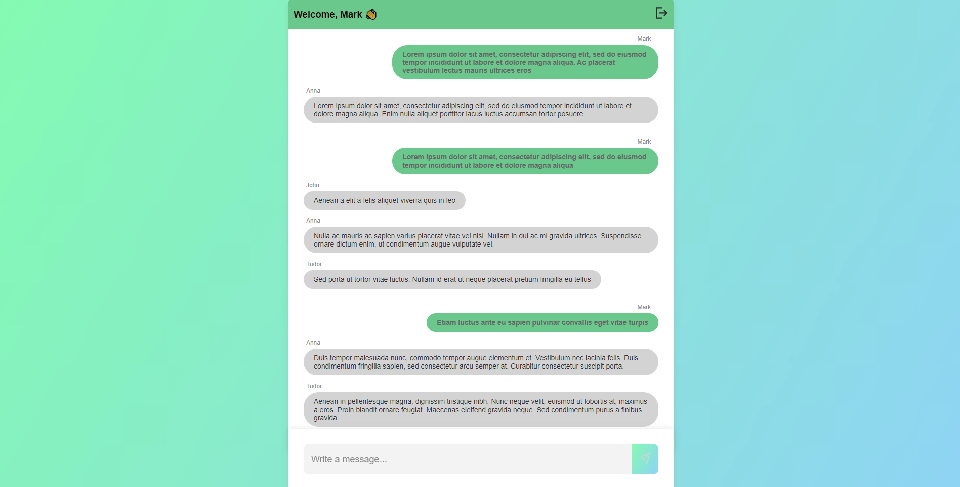 Welcome, Mark 👏
Mark
Lorem ipsum dolor sit amet, consectetur adipiscing elit, sed do eiusmod
tempor incididunt ut labore et dolore magna aliqua. Ac placerat
vestibulum lectus mauris ultrices eros
Anna
Lorem ipsum dolor sit amet, consectetur adipiscing elit, sed do eiusmod tempor incididunt ut labore et
dolore magna aliqua. Enim nulla aliquet porttitor lacus luctus accumsan tortor posuere
Mark
Lorem ipsum dolor sit amet, consectetur adipiscing elit, sed do eiusmod
tempor incididunt ut labore et dolore magna aliqua
John
Aenean a elit a felis aliquet viverra quis in leo
Anna
Nulla ac mauris ac sapien varius placerat vitae vel nisl. Nullam in dui ac mi gravida ultrices. Suspendisse
ornare dictum enim, ut condimentum augue vulputate vel.
Tudor
Sed porta ut tortor vitae luctus. Nullam id erat ut neque placerat pretium fringilla eu tellus
Mark
Etiam luctus ante eu sapien pulvinar convallis eget vitae turpis
Anna
Duis tempor malesuada nunc, commodo tempor augue elementum et. Vestibulum nec lacinia felis. Duis
condimentum fringilla sapien, sed consectetur arcu semper at. Curabitur consectetur suscipit porta.
Tudor
Aenean in pellentesque magna, dignissim tristique nibh. Nunc neque velit, euismod ut lobortis at, maximus
a eros. Proin blandit ornare feugiat. Maecenas eleifend gravida neque. Sed condimentum purus a finibus
gravida
Write a message...